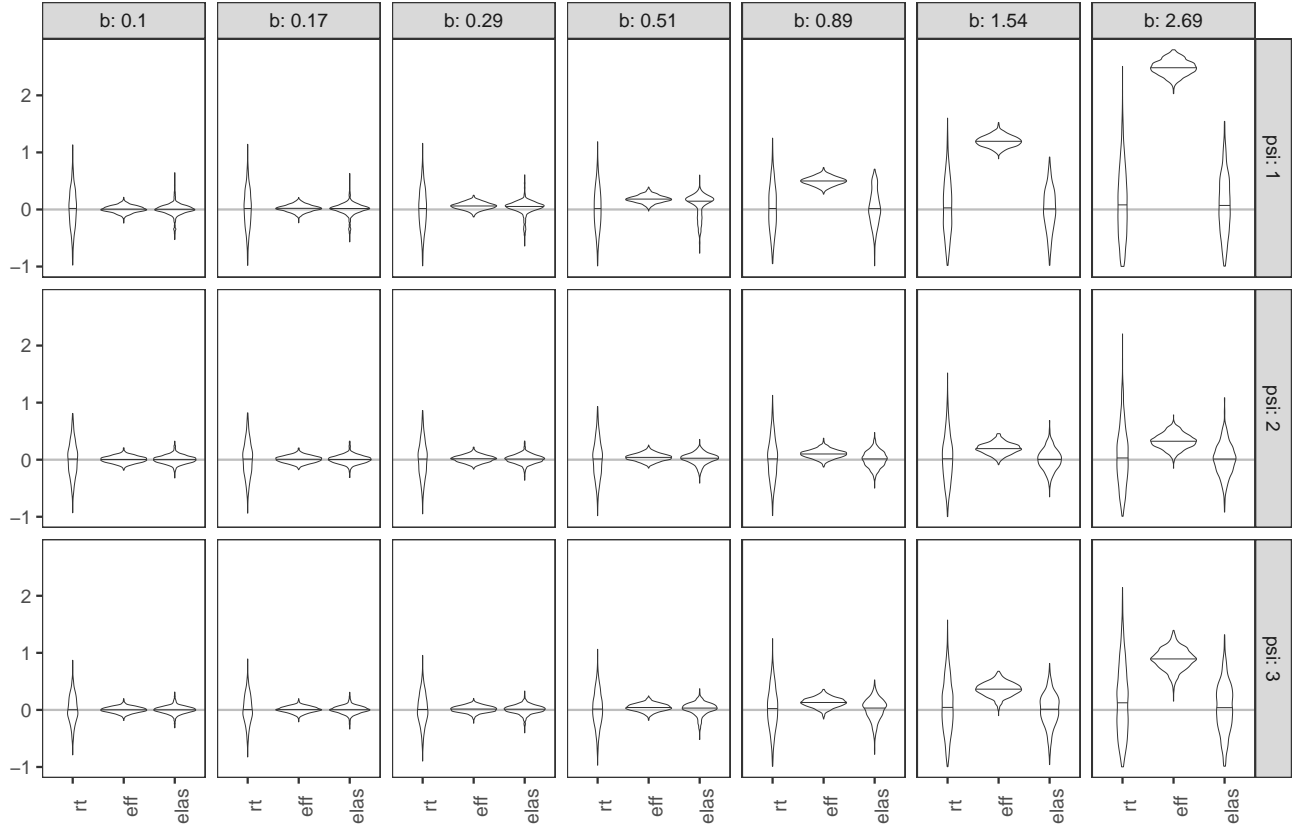 b: 0.1
b: 0.17
b: 0.29
b: 0.51
b: 0.89
b: 1.54
b: 2.69
2
1
0
−1
psi: 1
2
1
0
−1
psi: 2
2
1
0
−1
psi: 3
rt
eff
elas
rt
eff
elas
rt
eff
elas
rt
eff
elas
rt
eff
elas
rt
eff
elas
rt
eff
elas